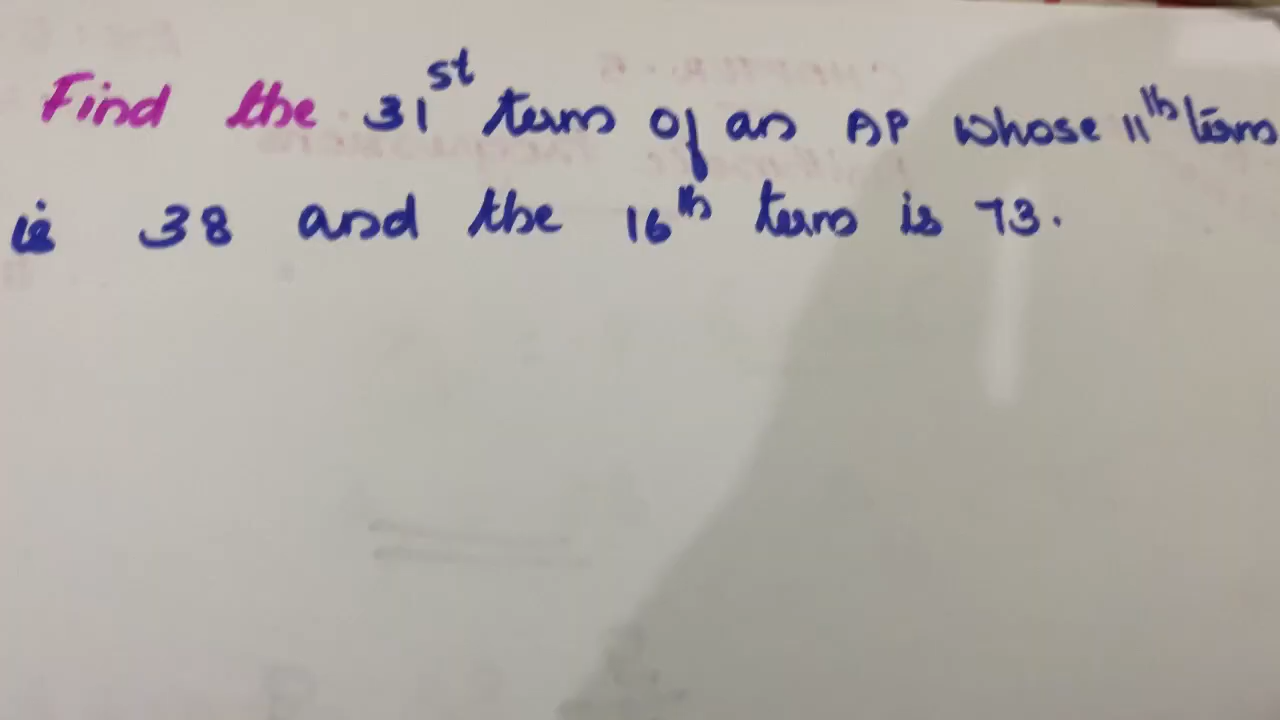 Find the 31st term of an AP whose 11th term
is 38 and the 16th term is 73.